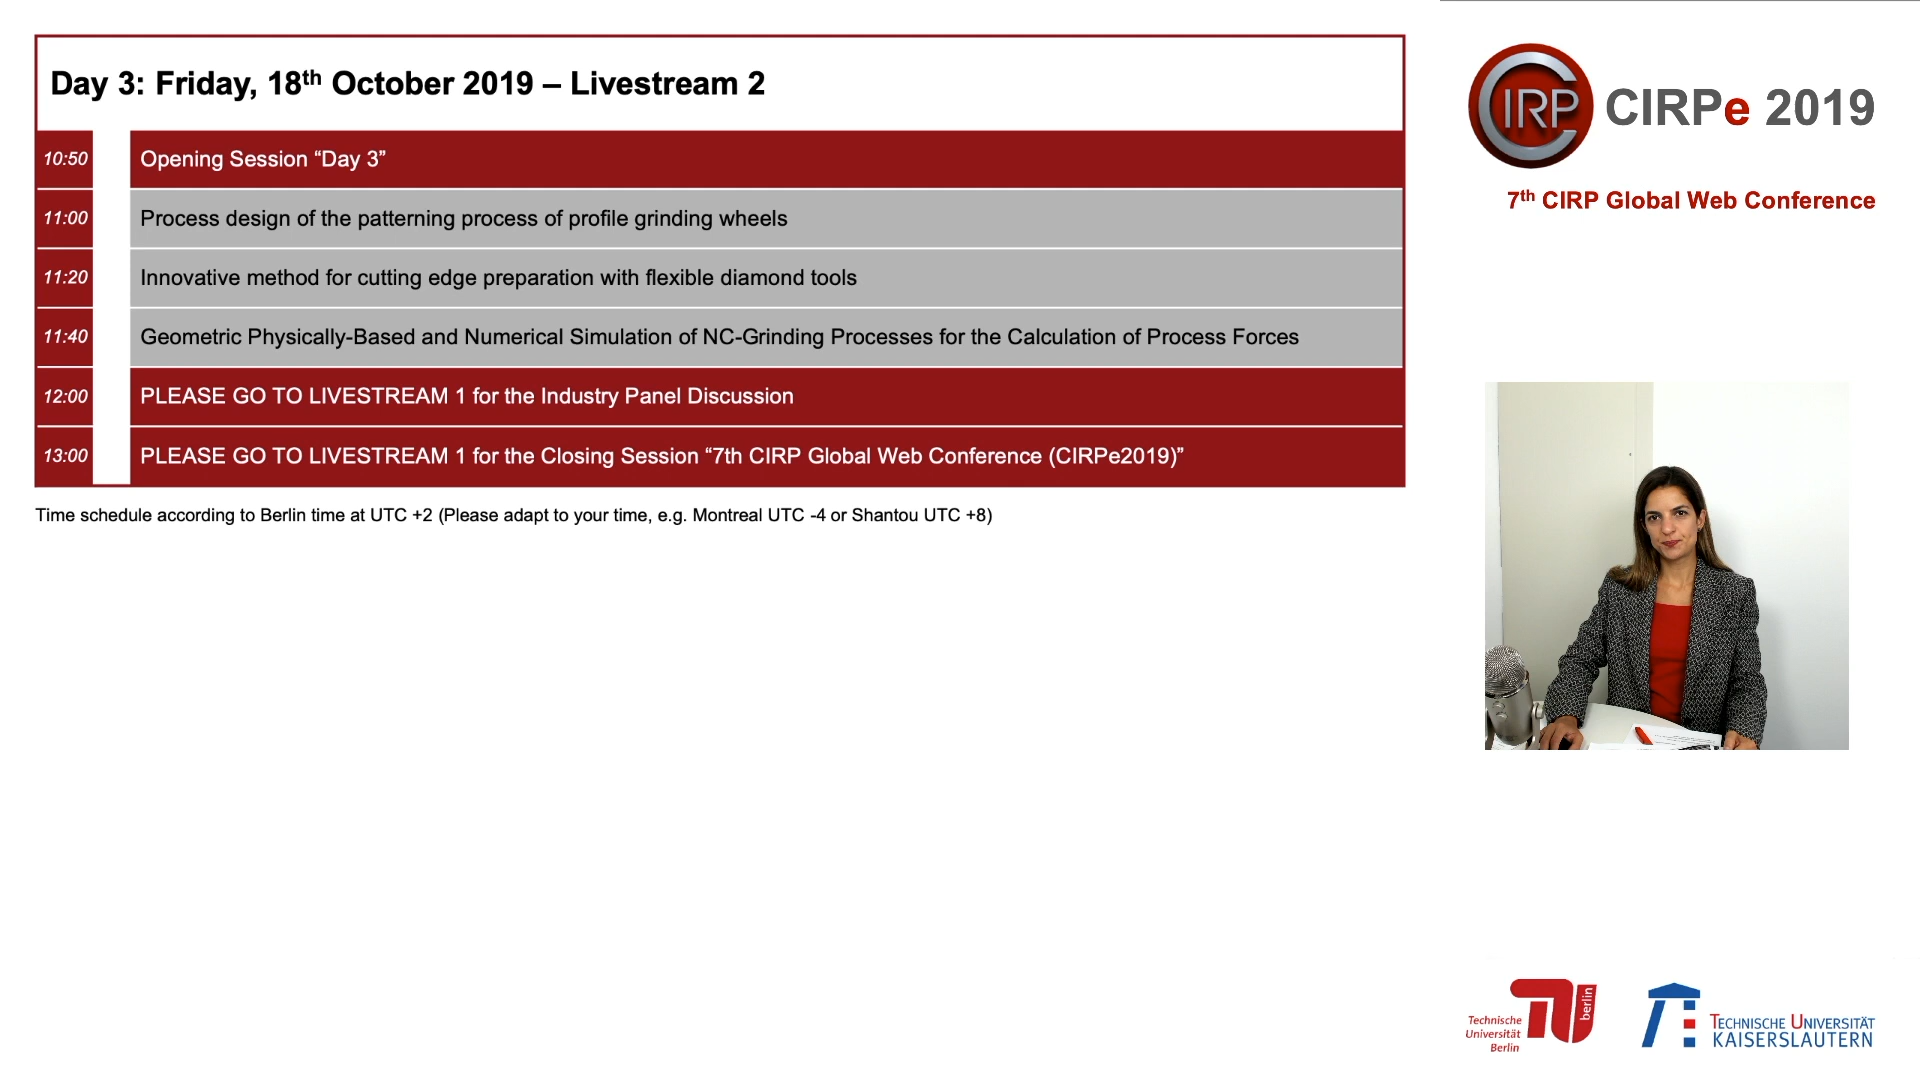 Day 3: Friday, 18th October 2019 – Livestream 2
10:50 Opening Session “Day 3”
11:00 Process design of the patterning process of profile grinding wheels
11:20 Innovative method for cutting edge preparation with flexible diamond tools
11:40 Geometric Physically-Based and Numerical Simulation of NC-Grinding Processes for the Calculation of Process Forces
12:00 PLEASE GO TO LIVESTREAM 1 for the Industry Panel Discussion
13:00 PLEASE GO TO LIVESTREAM 1 for the Closing Session “7th CIRP Global Web Conference (CIRPe2019)”
Time schedule according to Berlin time at UTC +2 (Please adapt to your time, e.g. Montreal UTC -4 or Shantou UTC +8)
CIRP
CIRPe 2019
7th CIRP Global Web Conference
Technische
Universität
Berlin
berlin
TECHNISCHE UNIVERSITÄT
KAISERSLAUTERN